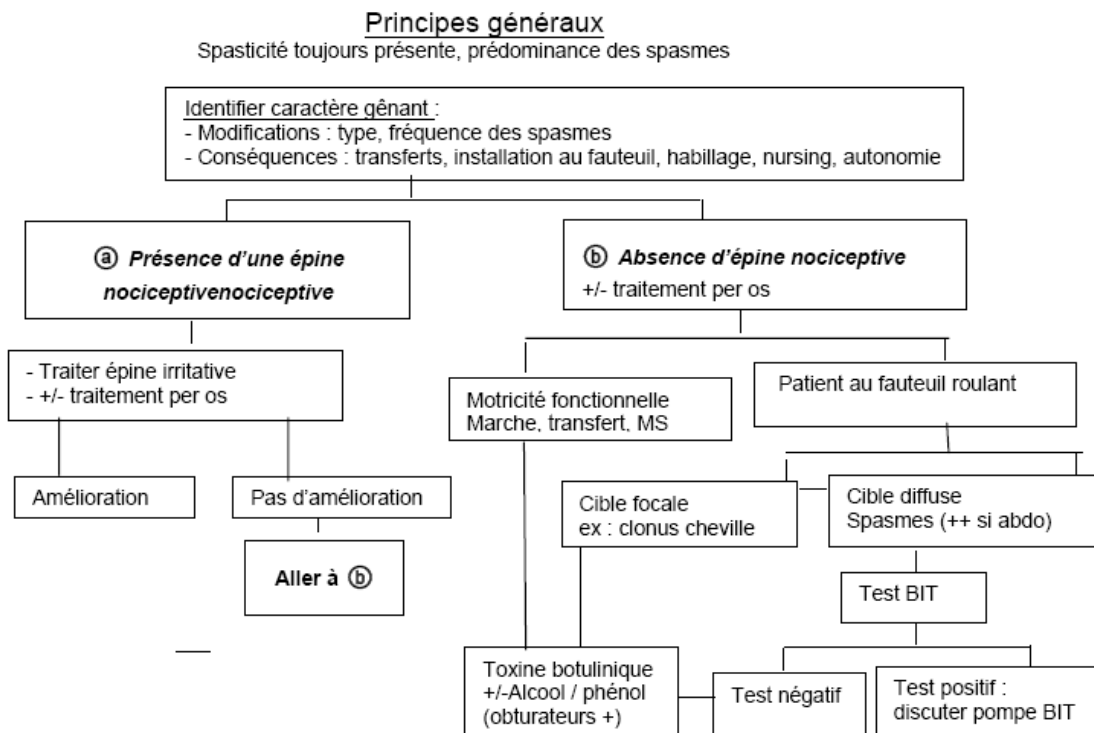 Principes généraux
Spasticité toujours présente, prédominance des spasmes
Identifier caractère gênant :
- Modifications : type, fréquence des spasmes
- Conséquences : transferts, installation au fauteuil, habillage, nursing, autonomie
ⓐ Présence d'une épine
nociceptivenociceptive
ⓑ Absence d'épine nociceptive
+/- traitement per os
- Traiter épine irritative
- +/- traitement per os
Motricité fonctionnelle
Marche, transfert, MS
Patient au fauteuil roulant
Amélioration
Pas d'amélioration
Cible focale
ex : clonus cheville
Cible diffuse
Spasmes (++ si abdo)
Aller à ⓑ
Test BIT
Toxine botulinique
+/-Alcool / phénol
(obturateurs +)
Test négatif
Test positif :
discuter pompe BIT